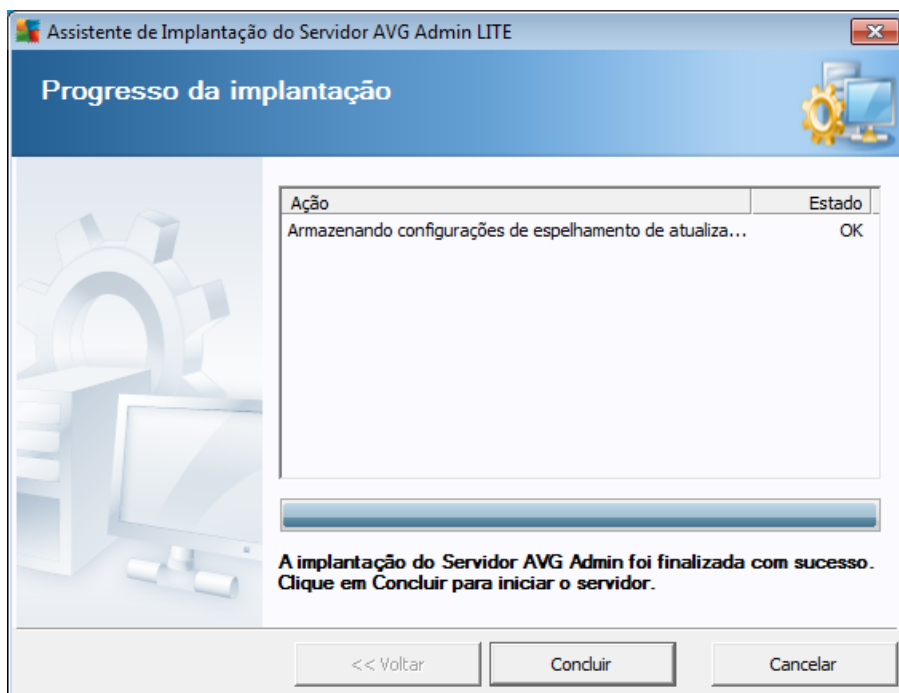 Assistente de Implantação do Servidor AVG Admin LITE
Progresso da implantação
Ação Estado
Armazenando configurações de espelhamento de atualiza... OK
A implantação do Servidor AVG Admin foi finalizada com sucesso.
Clique em Concluir para iniciar o servidor.
<< Voltar Concluir Cancelar